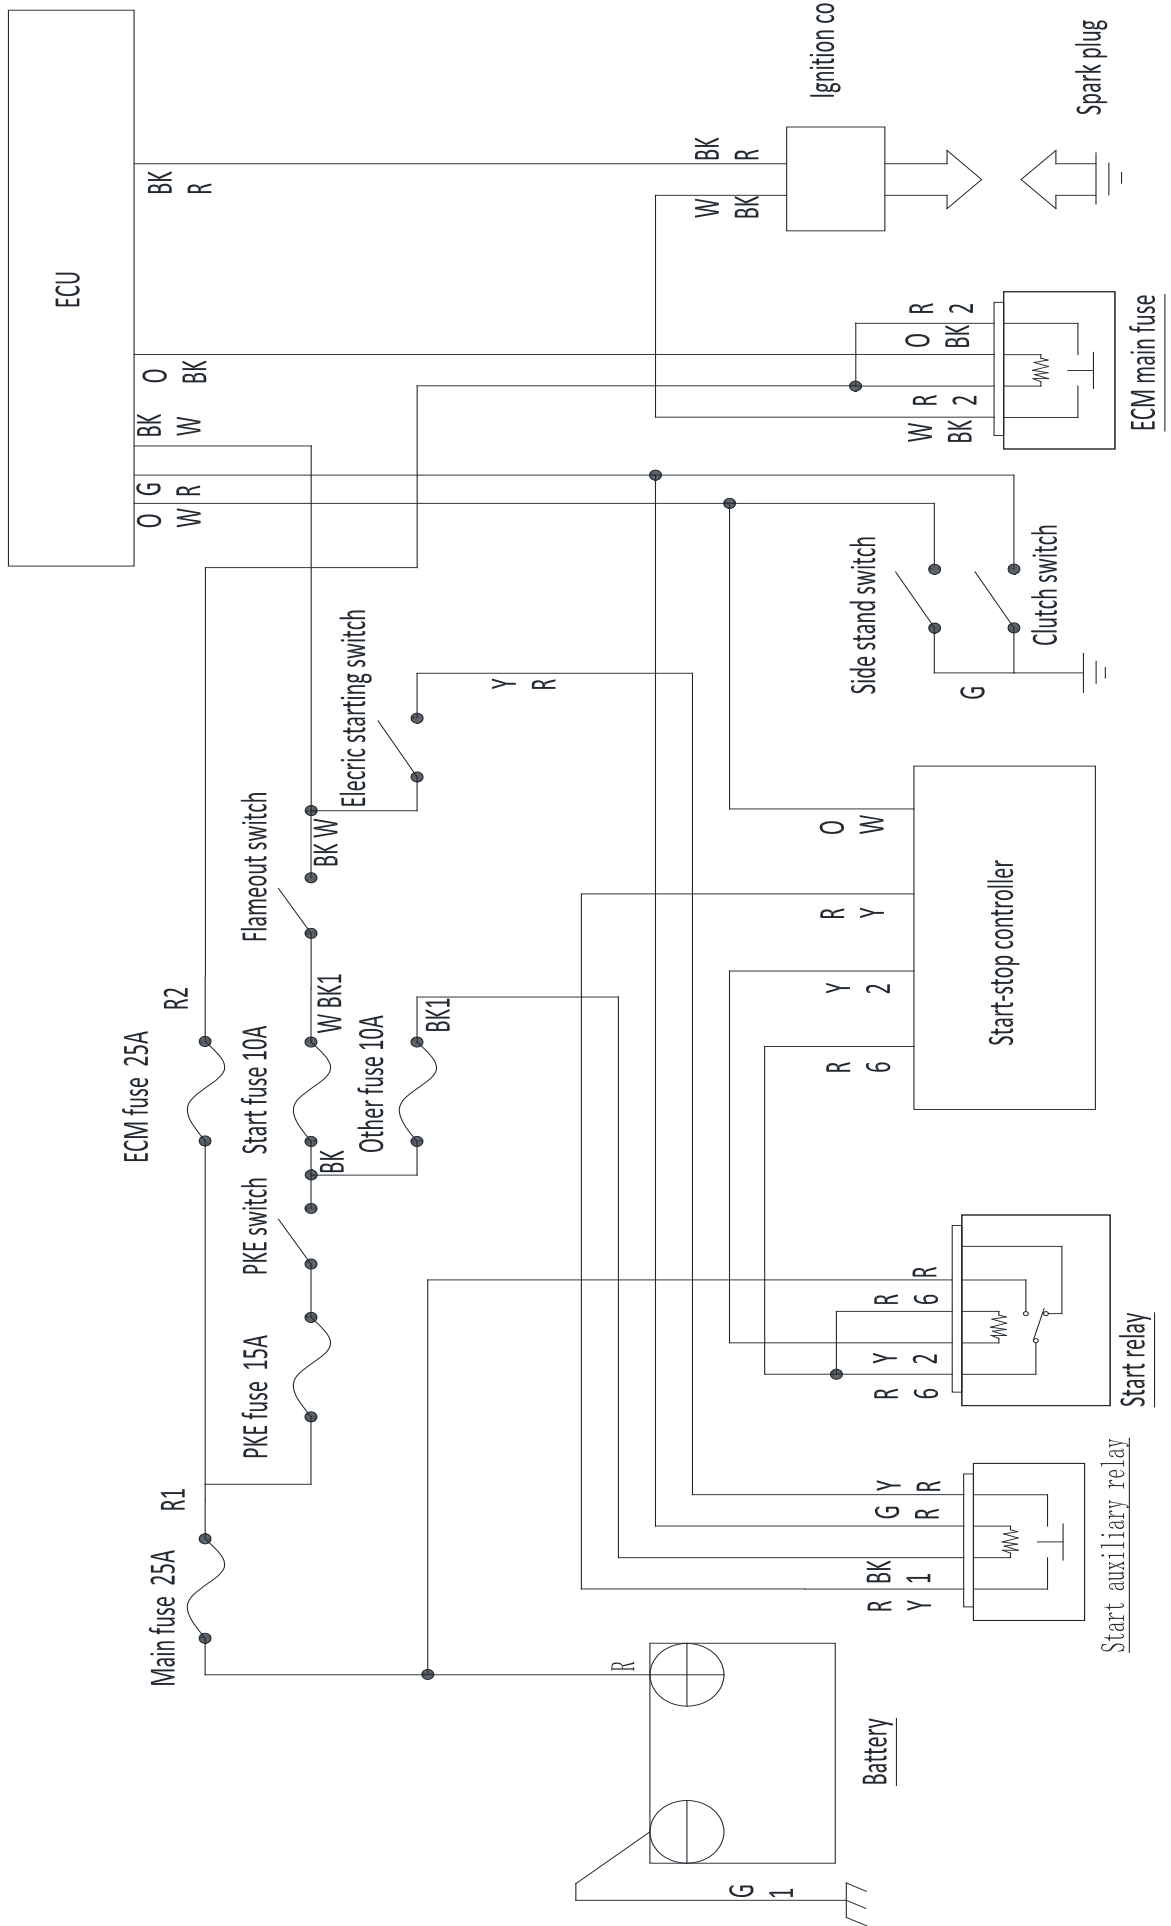 ECU
ECM fuse 25A
Main fuse 25A
R1
R2
O
W
G
R
BK
W
O
BK
BK
R
PKE fuse 15A
PKE switch
Start fuse 10A
Flameout switch
BK
W BK1
BK W
Other fuse 10A
Elecric starting switch
BK1
Y
R
R
W
BK
BK
R
Ignition co
Spark plug
G
1
Battery
R
Y
BK
1
G
R
Y
R
R
6
Y
2
R
6
R
R
6
Y
2
R
Y
O
W
Side stand switch
Clutch switch
G
W
BK
R
2
O
BK
R
2
Start-stop controller
Start auxiliary relay
Start relay
ECM main fuse